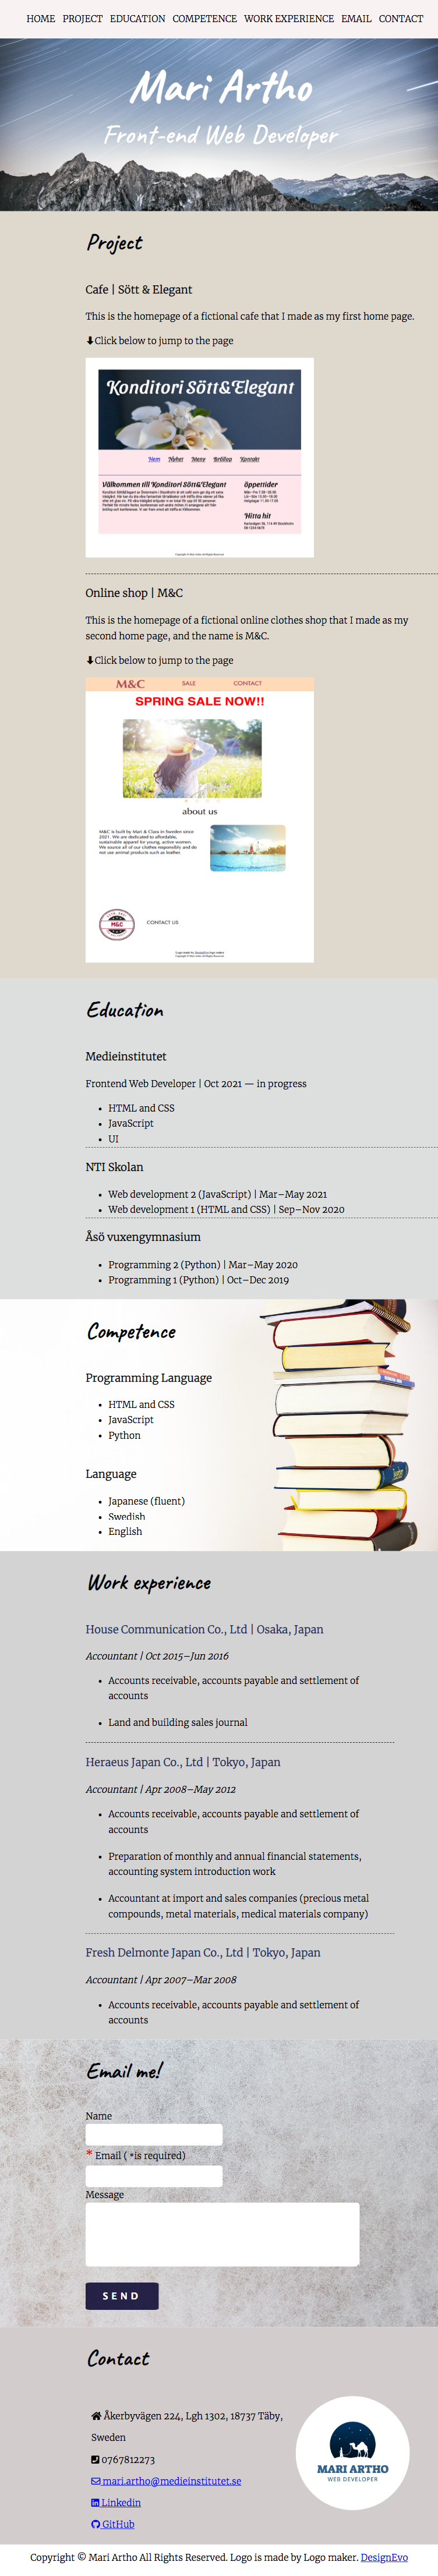 HOME PROJECT EDUCATION COMPETENCE WORK EXPERIENCE EMAIL CONTACT
Mari Artho
Front-end Web Developer
Project
Cafe | Sött & Elegant
This is the homepage of a fictional cafe that I made as my first home page.
Click below to jump to the page
Konditori Sött&Elegant
Hem Nyhet Meny Bröllop Kontakt
Välkommen till Konditori Sött&Elegant
Öppettider
Hitta hit
Online shop | M&C
This is the homepage of a fictional online clothes shop that I made as my
second home page, and the name is M&C.
Click below to jump to the page
M&C SALE CONTACT
SPRING SALE NOW!!
about us
M&C is built by Mari & Clara in Sweden since
2021. We are dedicated to affordable,
sustainable apparel for young, active women.
We source all of our clothes responsibly and do
not use animal products such as leather.
M&C
CONTACT US
Education
Medieinstitutet
Frontend Web Developer | Oct 2021 — in progress
• HTML and CSS
• JavaScript
• UI
NTI Skolan
• Web development 2 (JavaScript) | Mar–May 2021
• Web development 1 (HTML and CSS) | Sep–Nov 2020
Åsö vuxengymnasium
• Programming 2 (Python) | Mar–May 2020
• Programming 1 (Python) | Oct–Dec 2019
Competence
Programming Language
• HTML and CSS
• JavaScript
• Python
Language
• Japanese (fluent)
• Swedish
• English
Work experience
House Communication Co., Ltd | Osaka, Japan
Accountant | Oct 2015–Jun 2016
• Accounts receivable, accounts payable and settlement of
accounts
• Land and building sales journal
Heraeus Japan Co., Ltd | Tokyo, Japan
Accountant | Apr 2008–May 2012
• Accounts receivable, accounts payable and settlement of
accounts
• Preparation of monthly and annual financial statements,
accounting system introduction work
• Accountant at import and sales companies (precious metal
compounds, metal materials, medical materials company)
Fresh Delmonte Japan Co., Ltd | Tokyo, Japan
Accountant | Apr 2007–Mar 2008
• Accounts receivable, accounts payable and settlement of
accounts
Email me!
Name
* Email ( *is required)
Message
SEND
Contact
Åkerbyvägen 224, Lgh 1302, 18737 Täby,
Sweden
0767812273
mari.artho@medieinstitutet.se
Linkedin
GitHub
MARI ARTHO
WEB DEVELOPER
Copyright © Mari Artho All Rights Reserved. Logo is made by Logo maker. DesignEvo